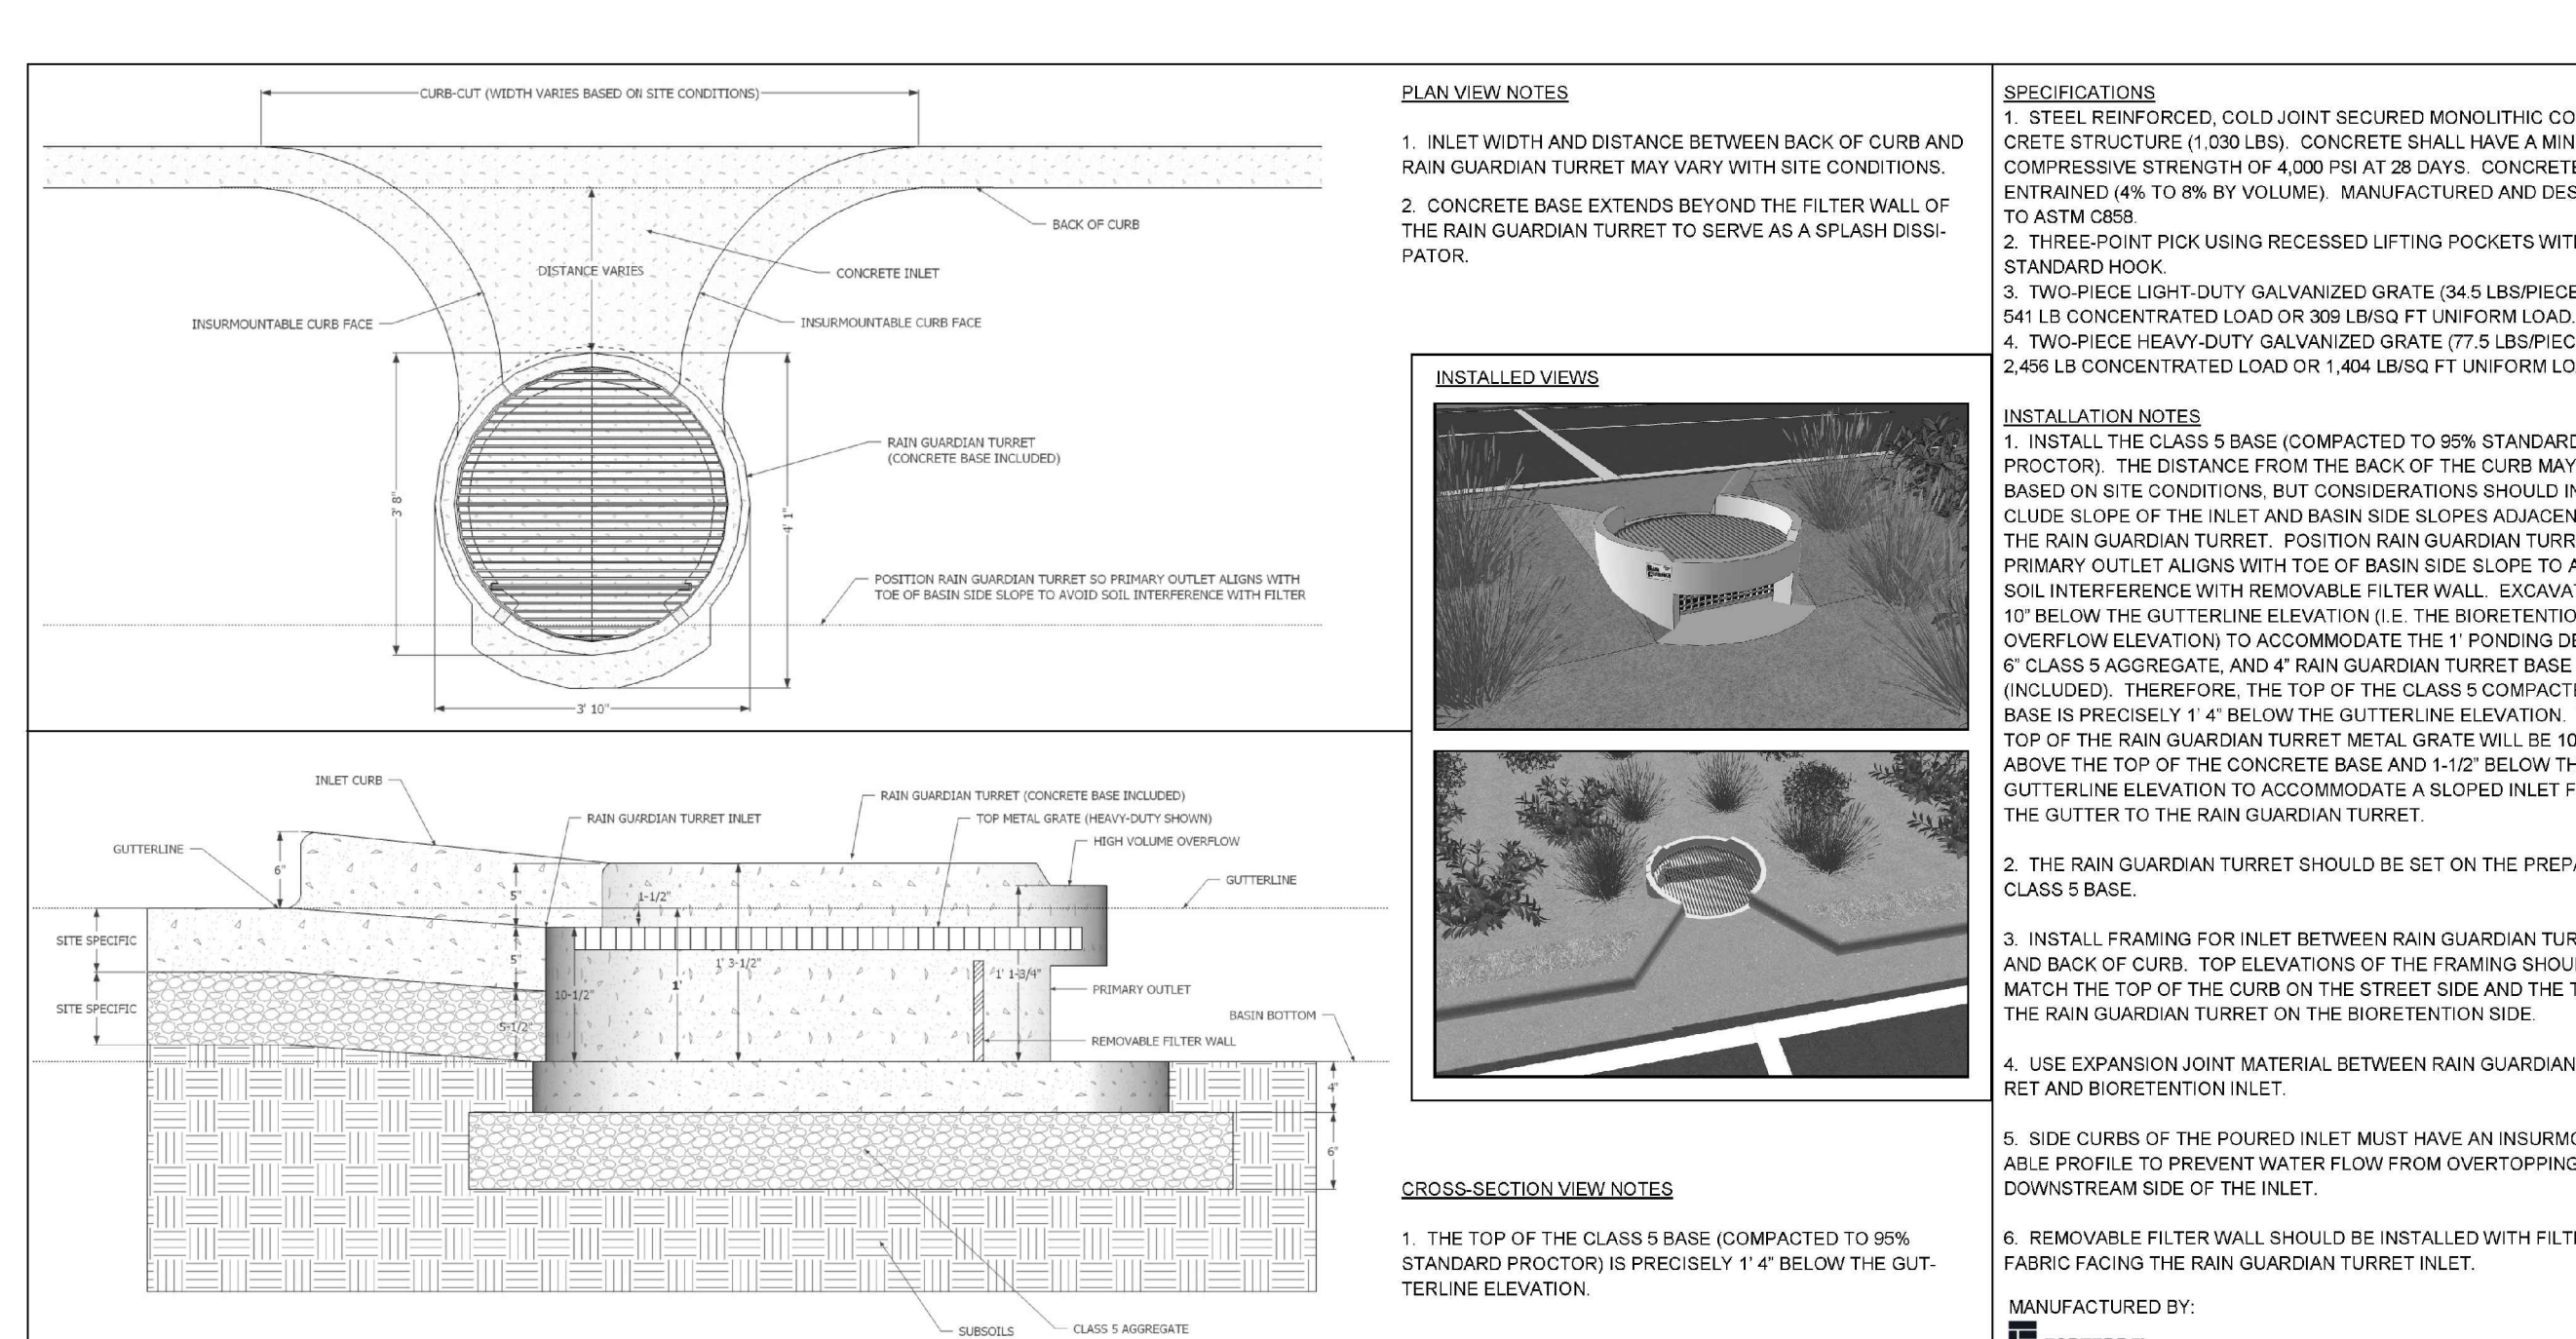 CURB-CUT (WIDTH VARIES BASED ON SITE CONDITIONS)
BACK OF CURB
DISTANCE VARIES
CONCRETE INLET
INSURMOUNTABLE CURB FACE
INSURMOUNTABLE CURB FACE
RAIN GUARDIAN TURRET
(CONCRETE BASE INCLUDED)
3' 8"
4' 1"
POSITION RAIN GUARDIAN TURRET SO PRIMARY OUTLET ALIGNS WITH
TOE OF BASIN SIDE SLOPE TO AVOID SOIL INTERFERENCE WITH FILTER
3' 10"
INLET CURB
RAIN GUARDIAN TURRET (CONCRETE BASE INCLUDED)
RAIN GUARDIAN TURRET INLET
TOP METAL GRATE (HEAVY-DUTY SHOWN)
HIGH VOLUME OVERFLOW
GUTTERLINE
6"
GUTTERLINE
5"
1-1/2"
SITE SPECIFIC
5"
1' 3-1/2"
1' 1-3/4"
1'
10-1/2"
PRIMARY OUTLET
SITE SPECIFIC
BASIN BOTTOM
5-1/2"
REMOVABLE FILTER WALL
4"
6"
SUBSOILS
CLASS 5 AGGREGATE
PLAN VIEW NOTES
1. INLET WIDTH AND DISTANCE BETWEEN BACK OF CURB AND
RAIN GUARDIAN TURRET MAY VARY WITH SITE CONDITIONS.
2. CONCRETE BASE EXTENDS BEYOND THE FILTER WALL OF
THE RAIN GUARDIAN TURRET TO SERVE AS A SPLASH DISSI-
PATOR.
INSTALLED VIEWS
CROSS-SECTION VIEW NOTES
1. THE TOP OF THE CLASS 5 BASE (COMPACTED TO 95%
STANDARD PROCTOR) IS PRECISELY 1' 4" BELOW THE GUT-
TERLINE ELEVATION.
SPECIFICATIONS
1. STEEL REINFORCED, COLD JOINT SECURED MONOLITHIC CO
CRETE STRUCTURE (1,030 LBS). CONCRETE SHALL HAVE A MIN
COMPRESSIVE STRENGTH OF 4,000 PSI AT 28 DAYS. CONCRETE
ENTRAINED (4% TO 8% BY VOLUME). MANUFACTURED AND DES
TO ASTM C858.
2. THREE-POINT PICK USING RECESSED LIFTING POCKETS WIT
STANDARD HOOK.
3. TWO-PIECE LIGHT-DUTY GALVANIZED GRATE (34.5 LBS/PIECE
541 LB CONCENTRATED LOAD OR 309 LB/SQ FT UNIFORM LOAD.
4. TWO-PIECE HEAVY-DUTY GALVANIZED GRATE (77.5 LBS/PIEC
2,456 LB CONCENTRATED LOAD OR 1,404 LB/SQ FT UNIFORM LO
INSTALLATION NOTES
1. INSTALL THE CLASS 5 BASE (COMPACTED TO 95% STANDARD
PROCTOR). THE DISTANCE FROM THE BACK OF THE CURB MAY
BASED ON SITE CONDITIONS, BUT CONSIDERATIONS SHOULD IN
CLUDE SLOPE OF THE INLET AND BASIN SIDE SLOPES ADJACEN
THE RAIN GUARDIAN TURRET. POSITION RAIN GUARDIAN TURR
PRIMARY OUTLET ALIGNS WITH TOE OF BASIN SIDE SLOPE TO A
SOIL INTERFERENCE WITH REMOVABLE FILTER WALL. EXCAVA
10" BELOW THE GUTTERLINE ELEVATION (I.E. THE BIORETENTIO
OVERFLOW ELEVATION) TO ACCOMMODATE THE 1' PONDING DE
6" CLASS 5 AGGREGATE, AND 4" RAIN GUARDIAN TURRET BASE
(INCLUDED). THEREFORE, THE TOP OF THE CLASS 5 COMPACTE
BASE IS PRECISELY 1' 4" BELOW THE GUTTERLINE ELEVATION.
TOP OF THE RAIN GUARDIAN TURRET METAL GRATE WILL BE 10
ABOVE THE TOP OF THE CONCRETE BASE AND 1-1/2" BELOW TH
GUTTERLINE ELEVATION TO ACCOMMODATE A SLOPED INLET F
THE GUTTER TO THE RAIN GUARDIAN TURRET.
2. THE RAIN GUARDIAN TURRET SHOULD BE SET ON THE PREPA
CLASS 5 BASE.
3. INSTALL FRAMING FOR INLET BETWEEN RAIN GUARDIAN TUR
AND BACK OF CURB. TOP ELEVATIONS OF THE FRAMING SHOU
MATCH THE TOP OF THE CURB ON THE STREET SIDE AND THE T
THE RAIN GUARDIAN TURRET ON THE BIORETENTION SIDE.
4. USE EXPANSION JOINT MATERIAL BETWEEN RAIN GUARDIAN
RET AND BIORETENTION INLET.
5. SIDE CURBS OF THE POURED INLET MUST HAVE AN INSURMO
ABLE PROFILE TO PREVENT WATER FLOW FROM OVERTOPPING
DOWNSTREAM SIDE OF THE INLET.
6. REMOVABLE FILTER WALL SHOULD BE INSTALLED WITH FILT
FABRIC FACING THE RAIN GUARDIAN TURRET INLET.
MANUFACTURED BY: